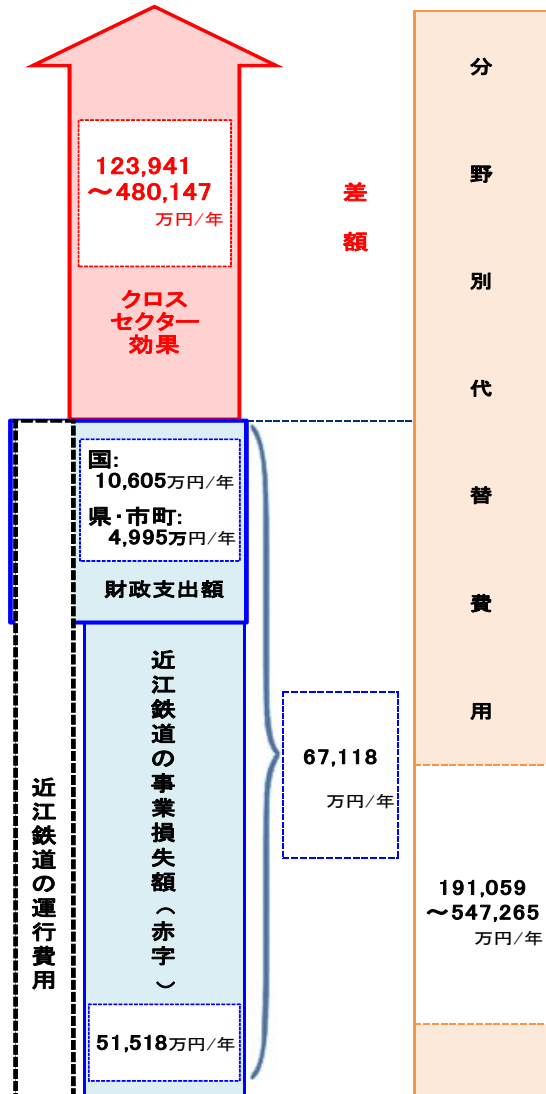 123,941
～480,147
万円/年
クロス
セクター
効果
差
額
国:
10,605万円/年
県・市町:
4,995万円/年
財政支出額
近江鉄道の事業損失額（赤字）
51,518万円/年
近江鉄道の運行費用
67,118
万円/年
分野別代替費用
191,059
～547,265
万円/年